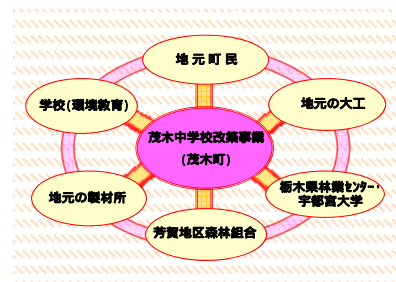 地元町民
学校(環境教育)
地元の大工
茂木中学校改築事業
(茂木町)
地元の製材所
栃木県林業ｾﾝﾀｰ・
宇都宮大学
芳賀地区森林組合